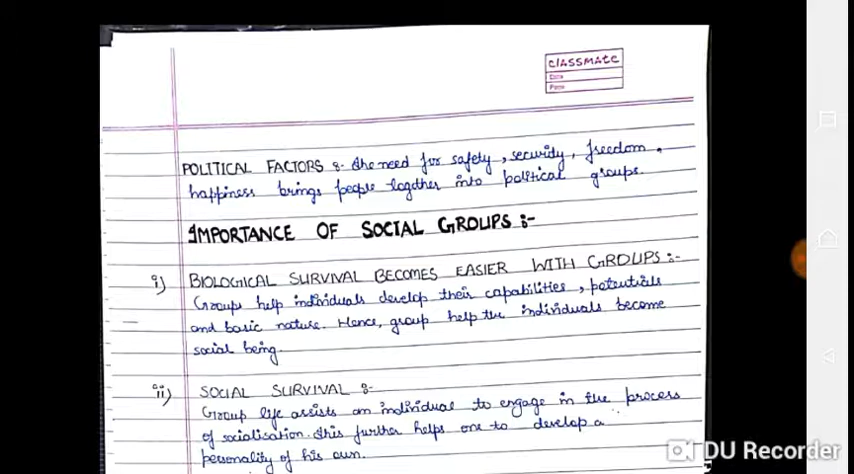 CLASSMATE
Date
Page
POLITICAL FACTORS :- The need for safety, security, freedom,
happiness brings people together into political groups.
IMPORTANCE OF SOCIAL GROUPS :-
i) BIOLOGICAL SURVIVAL BECOMES EASIER WITH GROUPS :-
Groups help individuals develop their capabilities, potentials
and basic nature. Hence, group help the individuals become
social being.
ii) SOCIAL SURVIVAL :-
Group life assists an individual to engage in the process
of socialisation. This further helps one to develop a
personality of his own.
DU Recorder